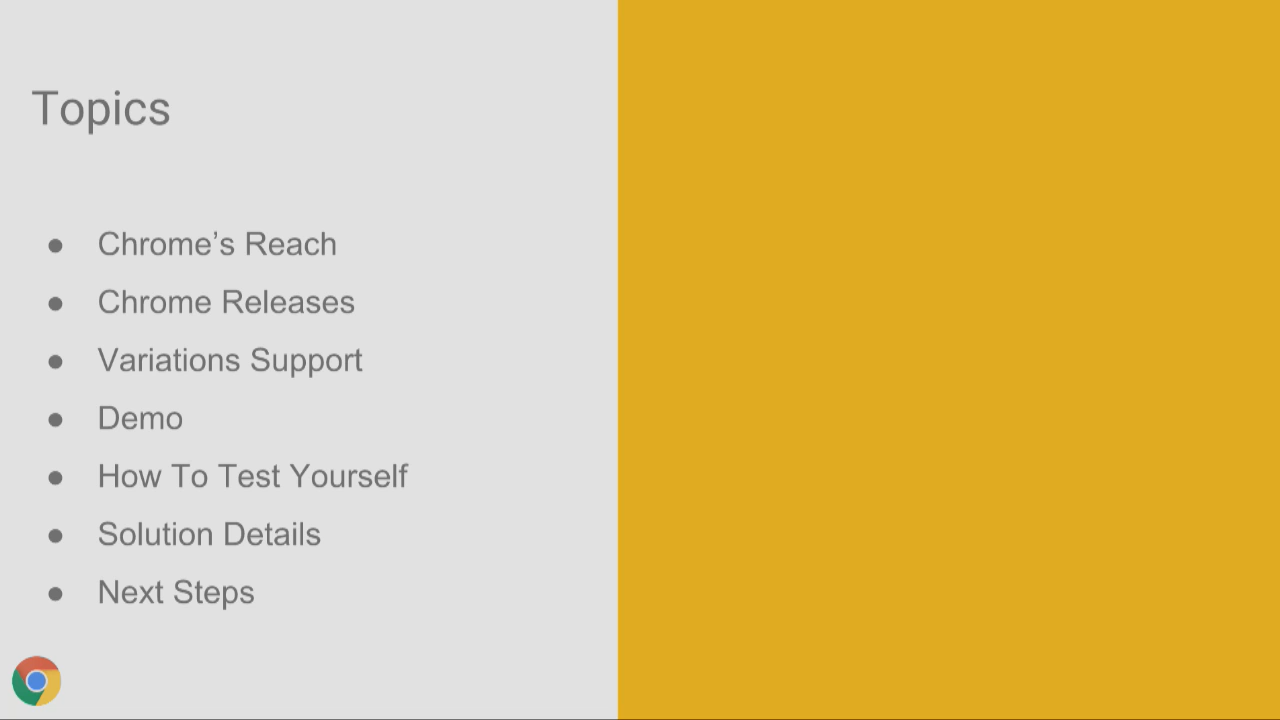 Topics
● Chrome’s Reach
● Chrome Releases
● Variations Support
● Demo
● How To Test Yourself
● Solution Details
● Next Steps